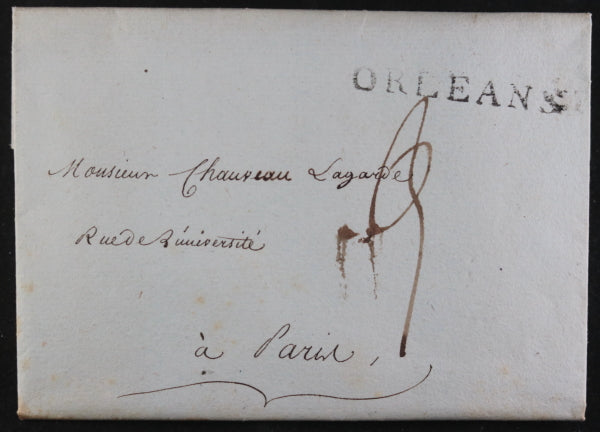 ORLEANS
Monsieur Chauveau Lagarde
Rue de L'université
à Paris,